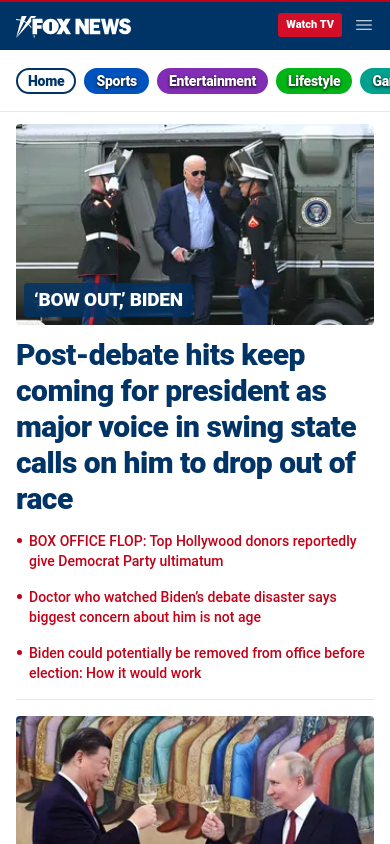 FOX NEWS
Watch TV
Home
Sports
Entertainment
Lifestyle
‘BOW OUT,’ BIDEN
Post-debate hits keep
coming for president as
major voice in swing state
calls on him to drop out of
race
BOX OFFICE FLOP: Top Hollywood donors reportedly
give Democrat Party ultimatum
Doctor who watched Biden’s debate disaster says
biggest concern about him is not age
Biden could potentially be removed from office before
election: How it would work